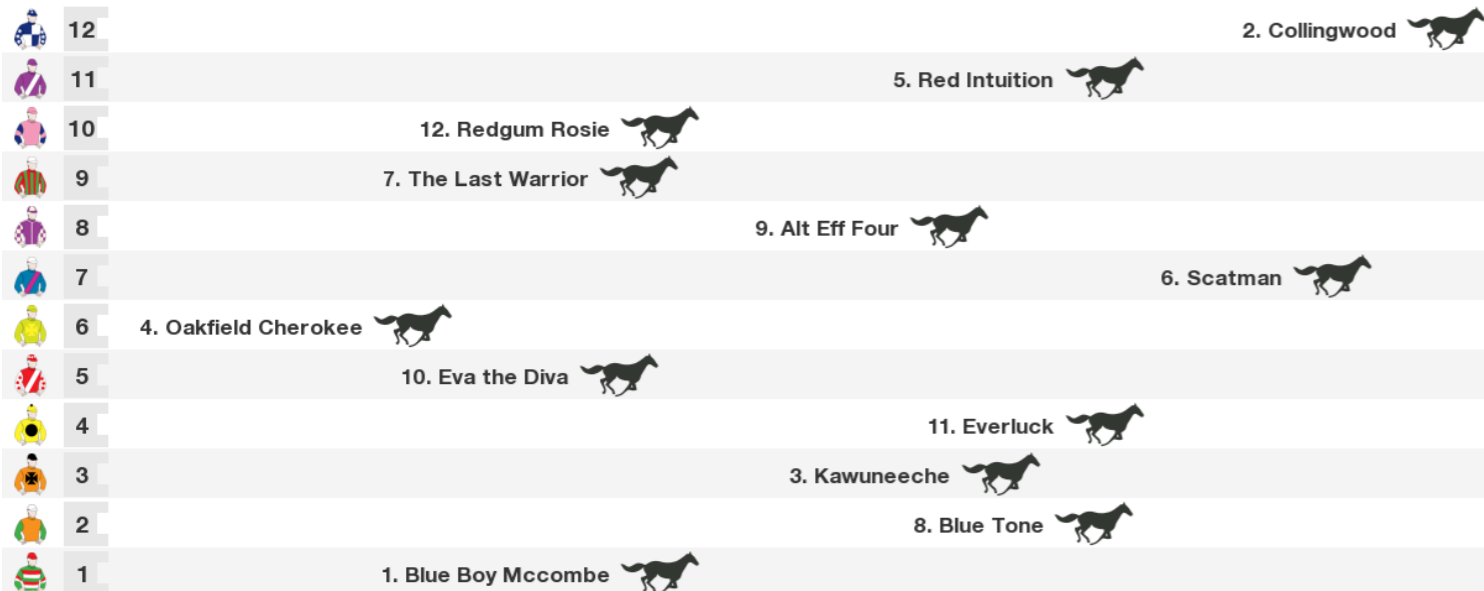 12 2. Collingwood
11 5. Red Intuition
10 12. Redgum Rosie
9 7. The Last Warrior
8 9. Alt Eff Four
7 6. Scatman
6 4. Oakfield Cherokee
5 10. Eva the Diva
4 11. Everluck
3 3. Kawuneeche
2 8. Blue Tone
1 1. Blue Boy Mccombe